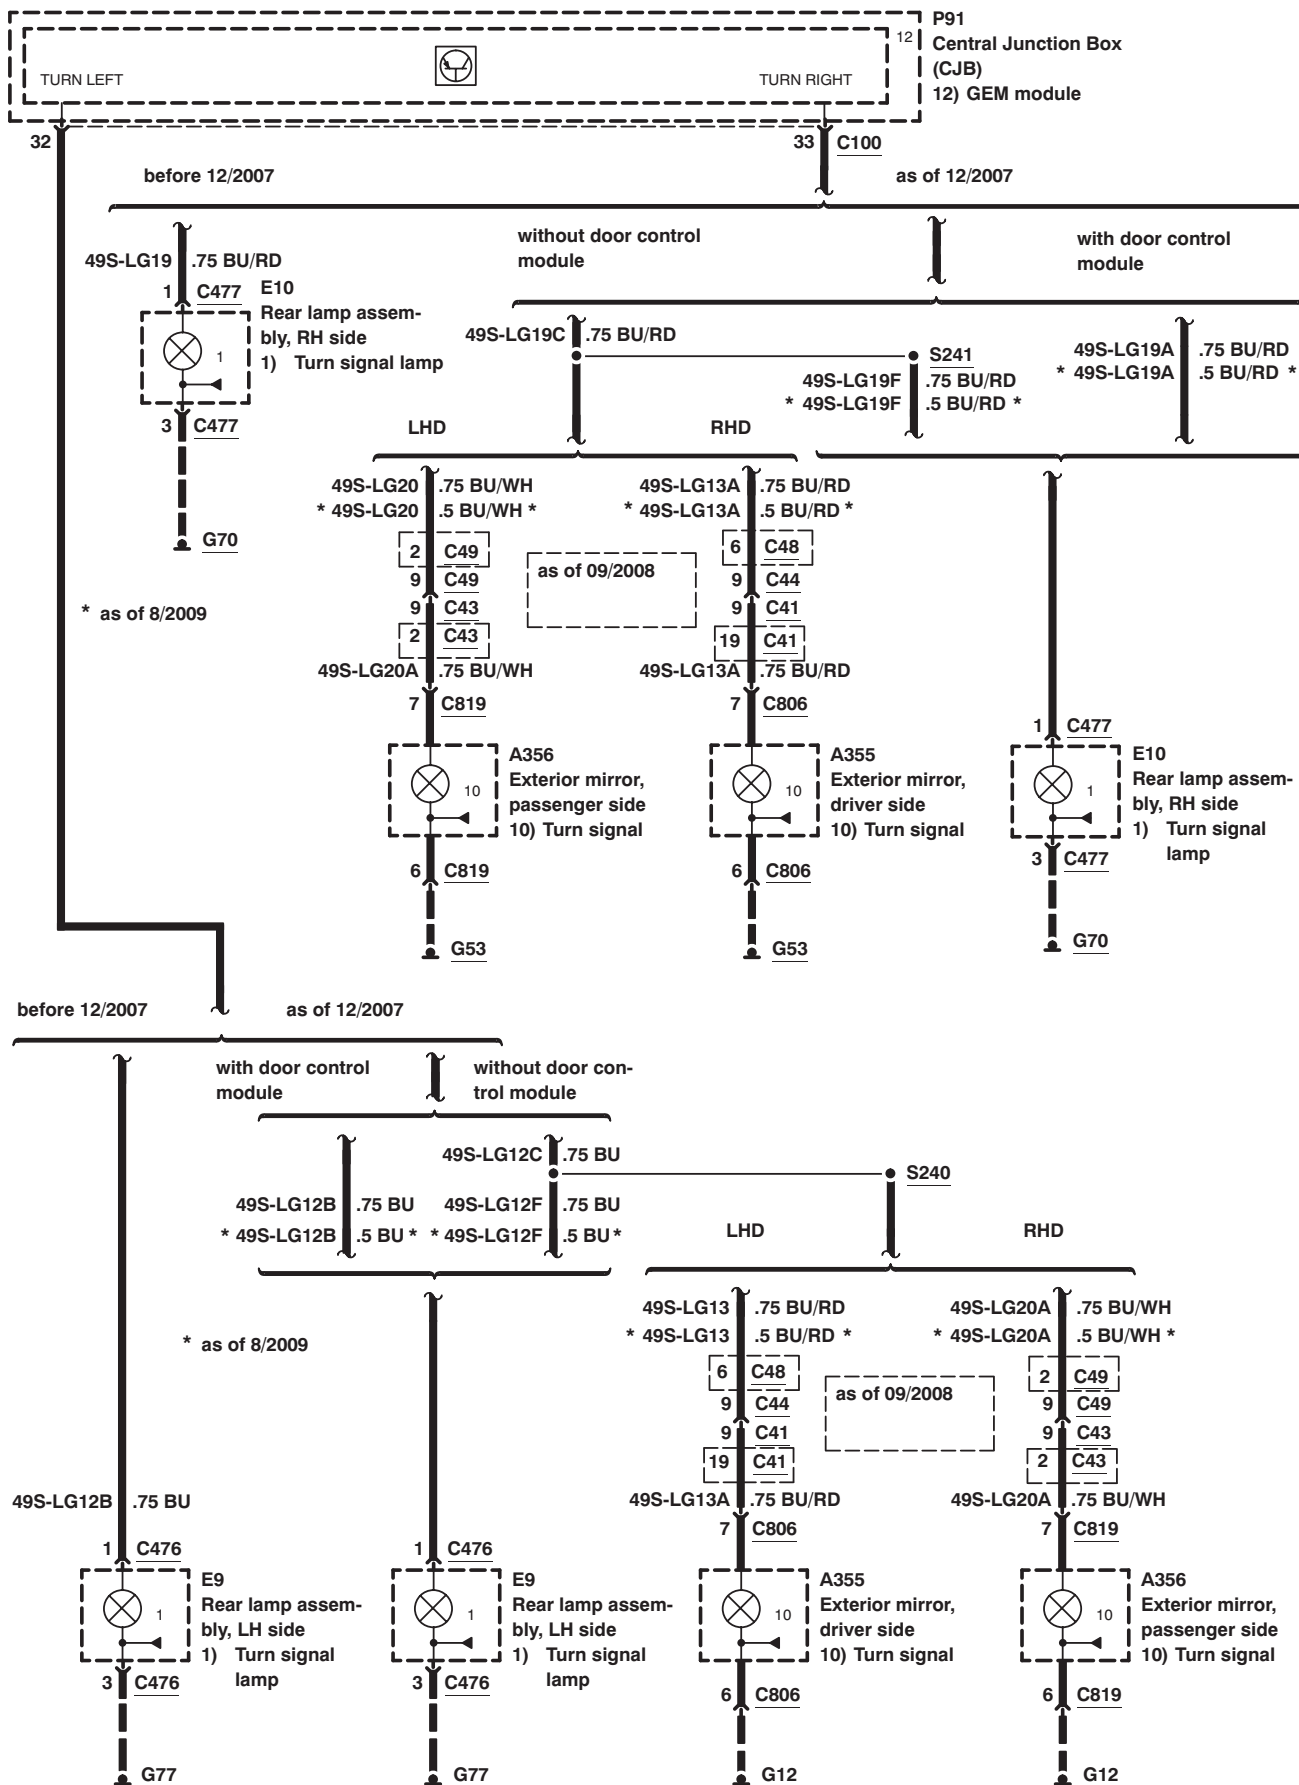 P91
12
Central Junction Box
(CJB)
TURN LEFT
TURN RIGHT
12) GEM module
32
33 C100
before 12/2007
as of 12/2007
without door control
module
with door control
module
49S-LG19 .75 BU/RD
1 C477
E10
Rear lamp assem-
bly, RH side
1) Turn signal lamp
1
3 C477
G70
49S-LG19C .75 BU/RD
S241
49S-LG19F .75 BU/RD
* 49S-LG19F .5 BU/RD *
49S-LG19A .75 BU/RD
* 49S-LG19A .5 BU/RD *
LHD
RHD
49S-LG20 .75 BU/WH
* 49S-LG20 .5 BU/WH *
2 C49
9 C49
9 C43
2 C43
49S-LG20A .75 BU/WH
7 C819
as of 09/2008
49S-LG13A .75 BU/RD
* 49S-LG13A .5 BU/RD *
6 C48
9 C44
9 C41
19 C41
49S-LG13A .75 BU/RD
7 C806
* as of 8/2009
A356
Exterior mirror,
passenger side
10) Turn signal
10
6 C819
G53
A355
Exterior mirror,
driver side
10) Turn signal
10
6 C806
G53
1 C477
E10
Rear lamp assem-
bly, RH side
1) Turn signal
lamp
1
3 C477
G70
before 12/2007
as of 12/2007
with door control
module
without door con-
trol module
49S-LG12C .75 BU
S240
49S-LG12B .75 BU
* 49S-LG12B .5 BU *
49S-LG12F .75 BU
* 49S-LG12F .5 BU *
LHD
RHD
49S-LG13 .75 BU/RD
* 49S-LG13 .5 BU/RD *
6 C48
9 C44
9 C41
19 C41
49S-LG13A .75 BU/RD
7 C806
as of 09/2008
49S-LG20A .75 BU/WH
* 49S-LG20A .5 BU/WH *
2 C49
9 C49
9 C43
2 C43
49S-LG20A .75 BU/WH
7 C819
* as of 8/2009
49S-LG12B .75 BU
1 C476
E9
Rear lamp assem-
bly, LH side
1) Turn signal
lamp
1
3 C476
G77
1 C476
E9
Rear lamp assem-
bly, LH side
1) Turn signal
lamp
1
3 C476
G77
A355
Exterior mirror,
driver side
10) Turn signal
10
6 C806
G12
A356
Exterior mirror,
passenger side
10) Turn signal
10
6 C819
G12